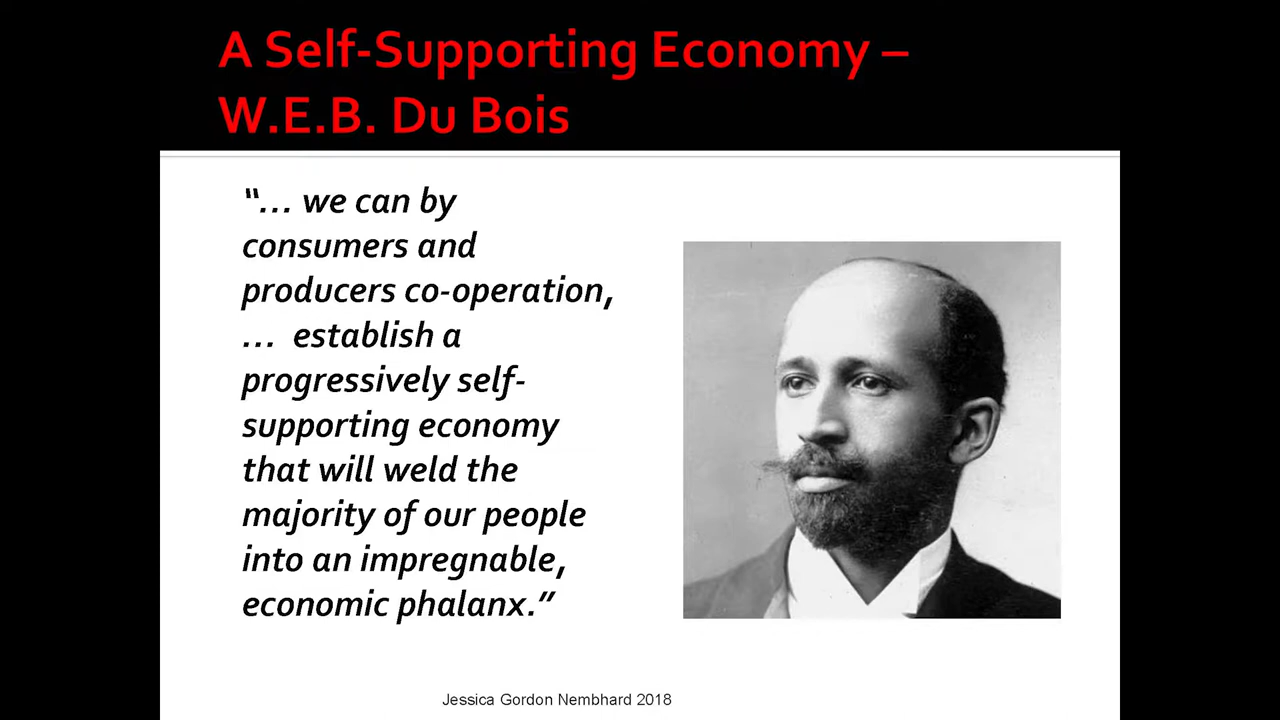 A Self-Supporting Economy –
W.E.B. Du Bois
“… we can by
consumers and
producers co-operation,
… establish a
progressively self-
supporting economy
that will weld the
majority of our people
into an impregnable,
economic phalanx.”
Jessica Gordon Nembhard 2018